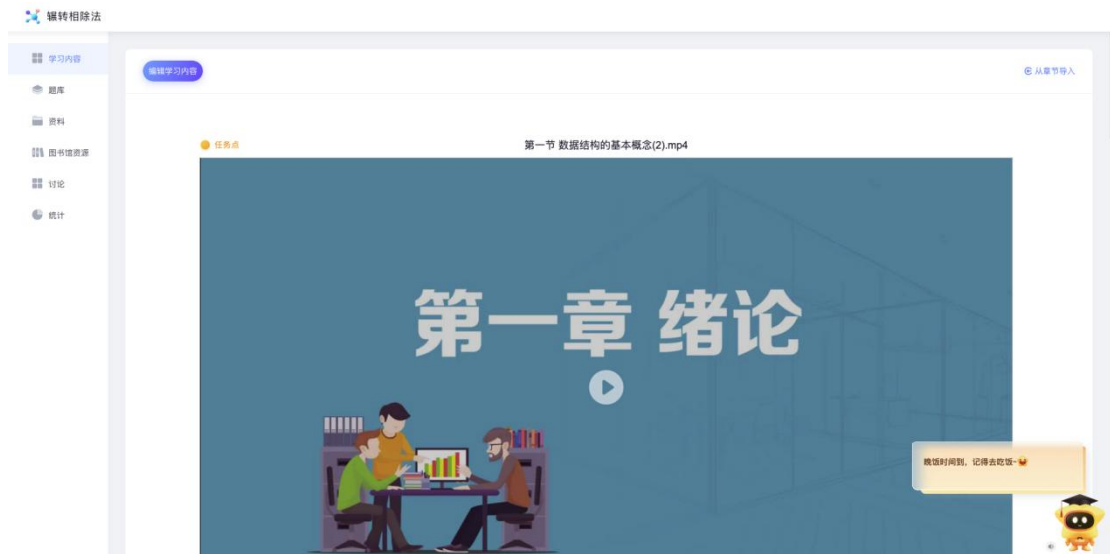 辗转相除法
学习内容
题库
资料
图书馆资源
讨论
统计
编辑学习内容
从章节导入
任务点
第一节 数据结构的基本概念(2).mp4
第一章 绪论
晚饭时间到，记得去吃饭~